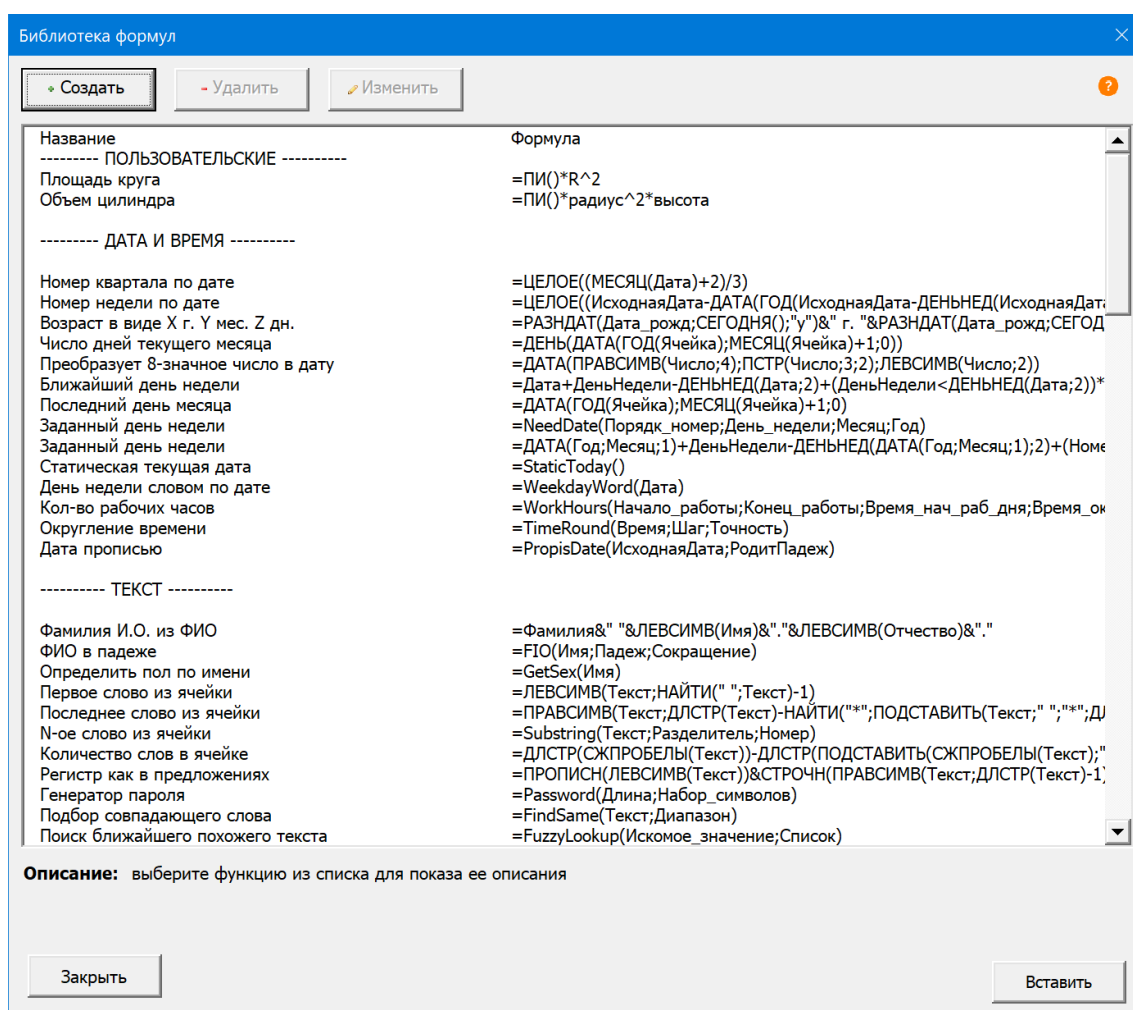 Библиотека формул
Создать Удалить Изменить ?
Название Формула
--------- ПОЛЬЗОВАТЕЛЬСКИЕ ----------
Площадь круга =ПИ()*R^2
Объем цилиндра =ПИ()*радиус^2*высота
--------- ДАТА И ВРЕМЯ ----------
Номер квартала по дате =ЦЕЛОЕ((МЕСЯЦ(Дата)+2)/3)
Номер недели по дате =ЦЕЛОЕ((ИсходнаяДата-ДАТА(ГОД(ИсходнаяДата-ДЕНЬНЕД(ИсходнаяДата
Возраст в виде X г. Y мес. Z дн. =РАЗНДАТ(Дата_рожд;СЕГОДНЯ();"y")&" г. "&РАЗНДАТ(Дата_рожд;СЕГОД
Число дней текущего месяца =ДЕНЬ(ДАТА(ГОД(Ячейка);МЕСЯЦ(Ячейка)+1;0))
Преобразует 8-значное число в дату =ДАТА(ПРАВСИМВ(Число;4);ПСТР(Число;3;2);ЛЕВСИМВ(Число;2))
Ближайший день недели =Дата+ДеньНедели-ДЕНЬНЕД(Дата;2)+(ДеньНедели<ДЕНЬНЕД(Дата;2))*
Последний день месяца =ДАТА(ГОД(Ячейка);МЕСЯЦ(Ячейка)+1;0)
Заданный день недели =NeedDate(Порядк_номер;День_недели;Месяц;Год)
Заданный день недели =ДАТА(Год;Месяц;1)+ДеньНедели-ДЕНЬНЕД(ДАТА(Год;Месяц;1);2)+(Номе
Статическая текущая дата =StaticToday()
День недели словом по дате =WeekdayWord(Дата)
Кол-во рабочих часов =WorkHours(Начало_работы;Конец_работы;Время_нач_раб_дня;Время_ок
Округление времени =TimeRound(Время;Шаг;Точность)
Дата прописью =PropisDate(ИсходнаяДата;РодитПадеж)
---------- ТЕКСТ ----------
Фамилия И.О. из ФИО =Фамилия&" "&ЛЕВСИМВ(Имя)&"."&ЛЕВСИМВ(Отчество)&"."
ФИО в падеже =FIO(Имя;Падеж;Сокращение)
Определить пол по имени =GetSex(Имя)
Первое слово из ячейки =ЛЕВСИМВ(Текст;НАЙТИ(" ";Текст)-1)
Последнее слово из ячейки =ПРАВСИМВ(Текст;ДЛСТР(Текст)-НАЙТИ("*";ПОДСТАВИТЬ(Текст;" ";"*";ДЛ
N-ое слово из ячейки =Substring(Текст;Разделитель;Номер)
Количество слов в ячейке =ДЛСТР(СЖПРОБЕЛЫ(Текст))-ДЛСТР(ПОДСТАВИТЬ(СЖПРОБЕЛЫ(Текст);"
Регистр как в предложениях =ПРОПИСН(ЛЕВСИМВ(Текст))&СТРОЧН(ПРАВСИМВ(Текст;ДЛСТР(Текст)-1)
Генератор пароля =Password(Длина;Набор_символов)
Подбор совпадающего слова =FindSame(Текст;Диапазон)
Поиск ближайшего похожего текста =FuzzyLookup(Искомое_значение;Список)
Описание: выберите функцию из списка для показа ее описания
Закрыть Вставить